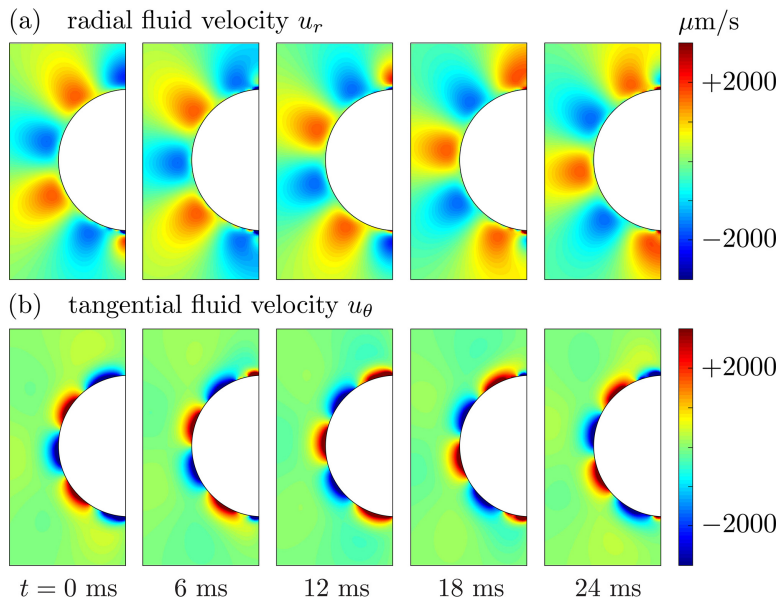 (a) radial fluid velocity u_r
μm/s
+2000
−2000
(b) tangential fluid velocity u_θ
+2000
−2000
t = 0 ms 6 ms 12 ms 18 ms 24 ms